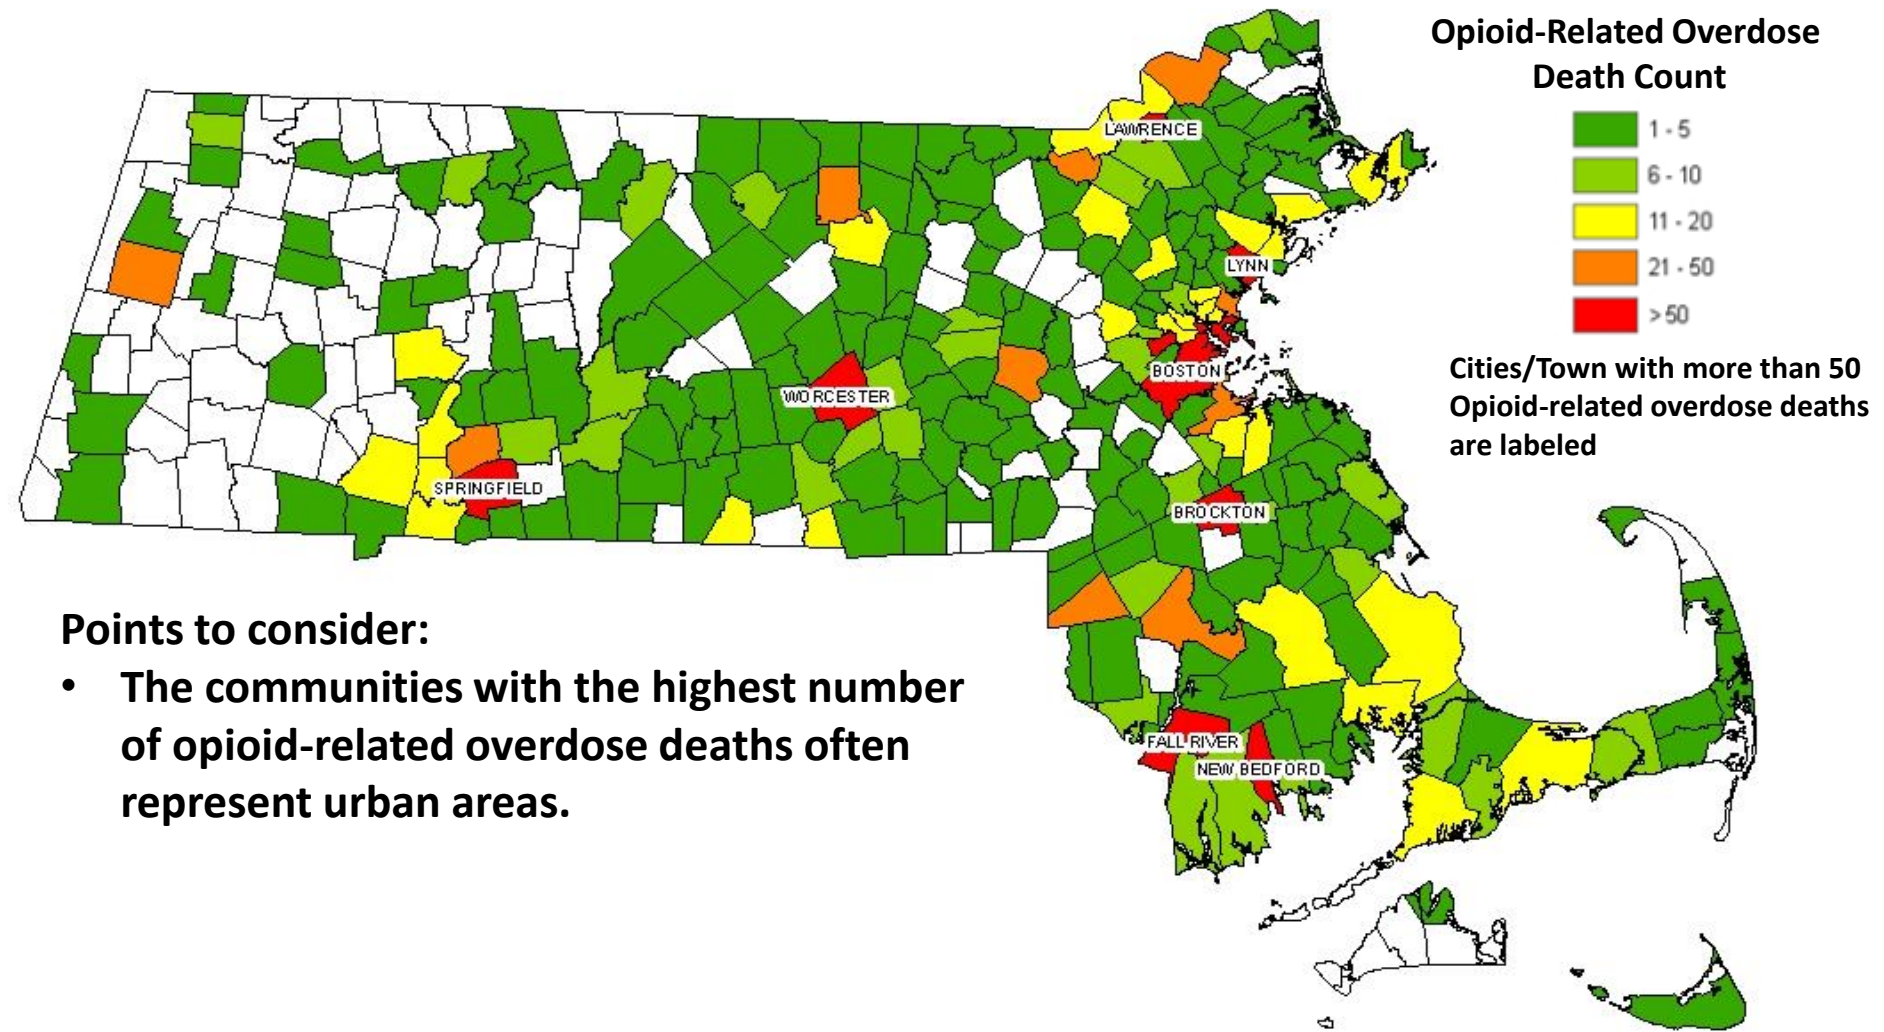 Opioid-Related Overdose
Death Count
1 - 5
6 - 10
11 - 20
21 - 50
> 50
Cities/Town with more than 50
Opioid-related overdose deaths
are labeled
LAWRENCE
LYNN
BOSTON
WORCESTER
SPRINGFIELD
BROCKTON
FALL RIVER
NEW BEDFORD
Points to consider:
• The communities with the highest number
of opioid-related overdose deaths often
represent urban areas.